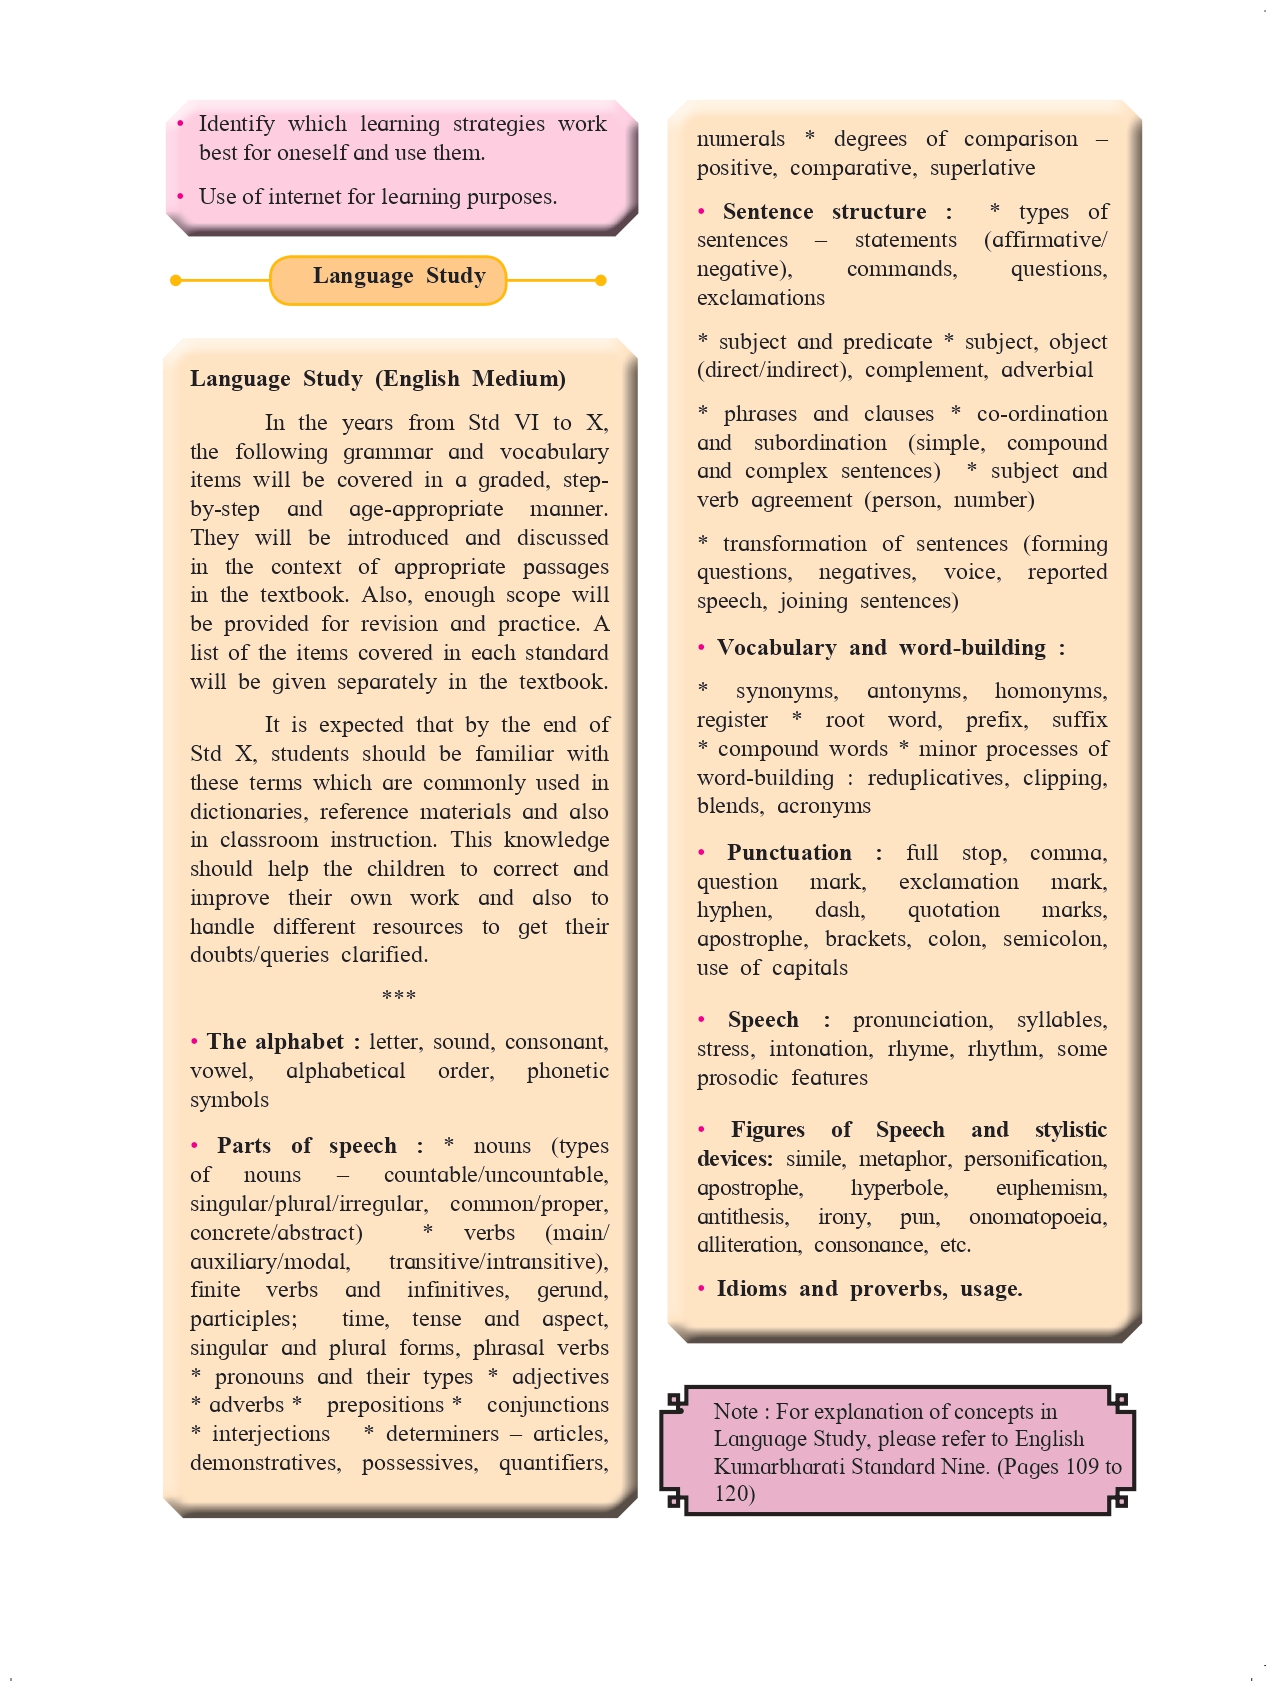 • Identify which learning strategies work
best for oneself and use them.
• Use of internet for learning purposes.
Language Study
Language Study (English Medium)
In the years from Std VI to X,
the following grammar and vocabulary
items will be covered in a graded, step-
by-step and age-appropriate manner.
They will be introduced and discussed
in the context of appropriate passages
in the textbook. Also, enough scope will
be provided for revision and practice. A
list of the items covered in each standard
will be given separately in the textbook.
It is expected that by the end of
Std X, students should be familiar with
these terms which are commonly used in
dictionaries, reference materials and also
in classroom instruction. This knowledge
should help the children to correct and
improve their own work and also to
handle different resources to get their
doubts/queries clarified.
***
• The alphabet : letter, sound, consonant,
vowel, alphabetical order, phonetic
symbols
• Parts of speech : * nouns (types
of nouns – countable/uncountable,
singular/plural/irregular, common/proper,
concrete/abstract) * verbs (main/
auxiliary/modal, transitive/intransitive),
finite verbs and infinitives, gerund,
participles; time, tense and aspect,
singular and plural forms, phrasal verbs
* pronouns and their types * adjectives
* adverbs * prepositions * conjunctions
* interjections * determiners – articles,
demonstratives, possessives, quantifiers,
numerals * degrees of comparison –
positive, comparative, superlative
• Sentence structure : * types of
sentences – statements (affirmative/
negative), commands, questions,
exclamations
* subject and predicate * subject, object
(direct/indirect), complement, adverbial
* phrases and clauses * co-ordination
and subordination (simple, compound
and complex sentences) * subject and
verb agreement (person, number)
* transformation of sentences (forming
questions, negatives, voice, reported
speech, joining sentences)
• Vocabulary and word-building :
* synonyms, antonyms, homonyms,
register * root word, prefix, suffix
* compound words * minor processes of
word-building : reduplicatives, clipping,
blends, acronyms
• Punctuation : full stop, comma,
question mark, exclamation mark,
hyphen, dash, quotation marks,
apostrophe, brackets, colon, semicolon,
use of capitals
• Speech : pronunciation, syllables,
stress, intonation, rhyme, rhythm, some
prosodic features
• Figures of Speech and stylistic
devices: simile, metaphor, personification,
apostrophe, hyperbole, euphemism,
antithesis, irony, pun, onomatopoeia,
alliteration, consonance, etc.
• Idioms and proverbs, usage.
Note : For explanation of concepts in
Language Study, please refer to English
Kumarbharati Standard Nine. (Pages 109 to
120)